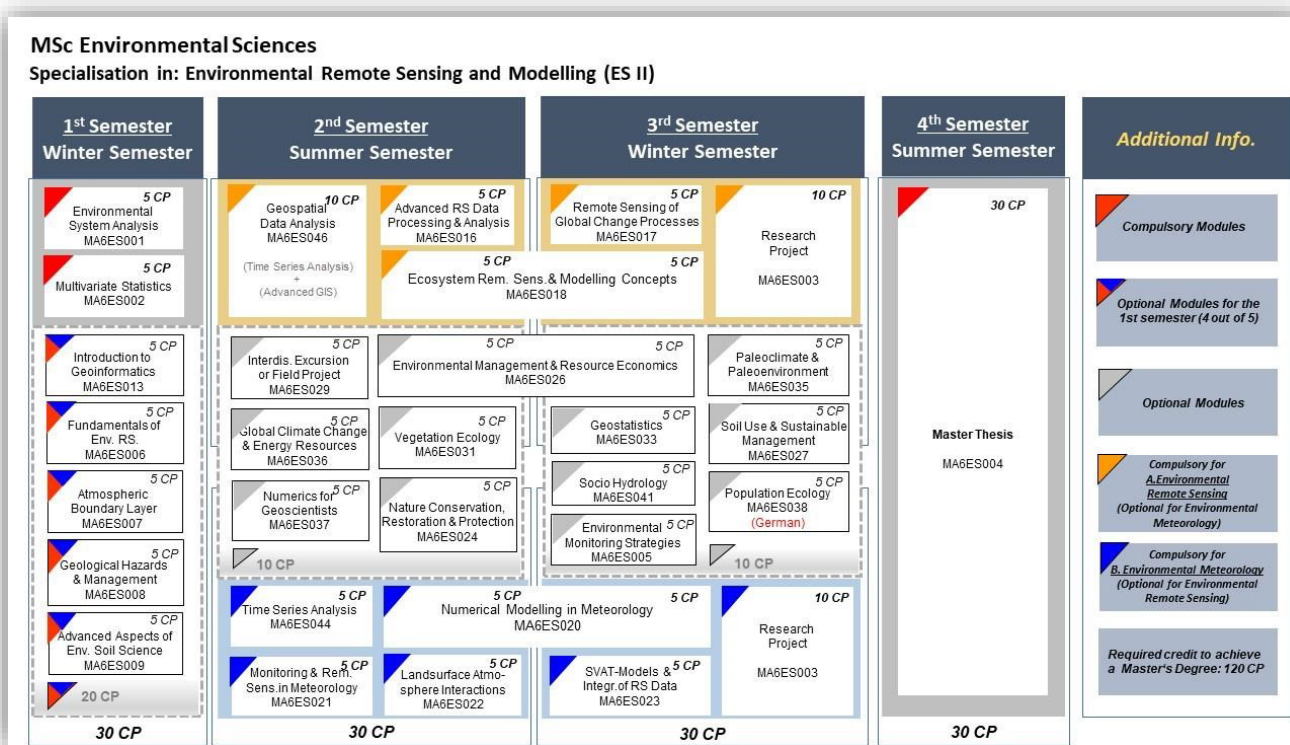 MSc Environmental Sciences
Specialisation in: Environmental Remote Sensing and Modelling (ES II)
1st Semester
Winter Semester
5 CP
Environmental
System Analysis
MA6ES001
5 CP
Multivariate Statistics
MA6ES002
5 CP
Introduction to
Geoinformatics
MA6ES013
5 CP
Fundamentals of
Env. RS.
MA6ES006
5 CP
Atmospheric
Boundary Layer
MA6ES007
5 CP
Geological Hazards
& Management
MA6ES008
5 CP
Advanced Aspects of
Env. Soil Science
MA6ES009
20 CP
30 CP
2nd Semester
Summer Semester
10 CP
Geospatial
Data Analysis
MA6ES046
(Time Series Analysis)
+
(Advanced GIS)
5 CP
Advanced RS Data
Processing & Analysis
MA6ES016
5 CP 5 CP
Ecosystem Rem. Sens. & Modelling Concepts
MA6ES018
5 CP
Interdis. Excursion
or Field Project
MA6ES029
5 CP 5 CP
Environmental Management & Resource Economics
MA6ES026
5 CP
Global Climate Change
& Energy Resources
MA6ES036
5 CP
Vegetation Ecology
MA6ES031
5 CP
Numerics for
Geoscientists
MA6ES037
5 CP
Nature Conservation,
Restoration & Protection
MA6ES024
10 CP
5 CP
Time Series Analysis
MA6ES044
5 CP 5 CP
Numerical Modelling in Meteorology
MA6ES020
5 CP
Monitoring & Rem.
Sens.in Meteorology
MA6ES021
5 CP
Landsurface Atmo-
sphere Interactions
MA6ES022
30 CP
3rd Semester
Winter Semester
5 CP
Remote Sensing of
Global Change Processes
MA6ES017
10 CP
Research
Project
MA6ES003
5 CP
Paleoclimate &
Paleoenvironment
MA6ES035
5 CP
Geostatistics
MA6ES033
5 CP
Soil Use & Sustainable
Management
MA6ES027
5 CP
Socio Hydrology
MA6ES041
5 CP
Population Ecology
MA6ES038
(German)
5 CP
Environmental
Monitoring Strategies
MA6ES005
10 CP
10 CP
Research
Project
MA6ES003
5 CP
SVAT-Models &
Integr.of RS Data
MA6ES023
30 CP
4th Semester
Summer Semester
30 CP
Master Thesis
MA6ES004
30 CP
Additional Info.
Compulsory Modules
Optional Modules for the
1st semester (4 out of 5)
Optional Modules
Compulsory for
A.Environmental
Remote Sensing
(Optional for Environmental
Meteorology)
Compulsory for
B. Environmental Meteorology
(Optional for Environmental
Remote Sensing)
Required credit to achieve
a Master's Degree: 120 CP